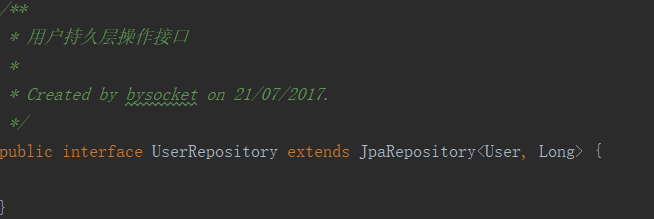 /**
* 用户持久层操作接口
*
* Created by bysocket on 21/07/2017.
*/
public interface UserRepository extends JpaRepository<User, Long> {
}